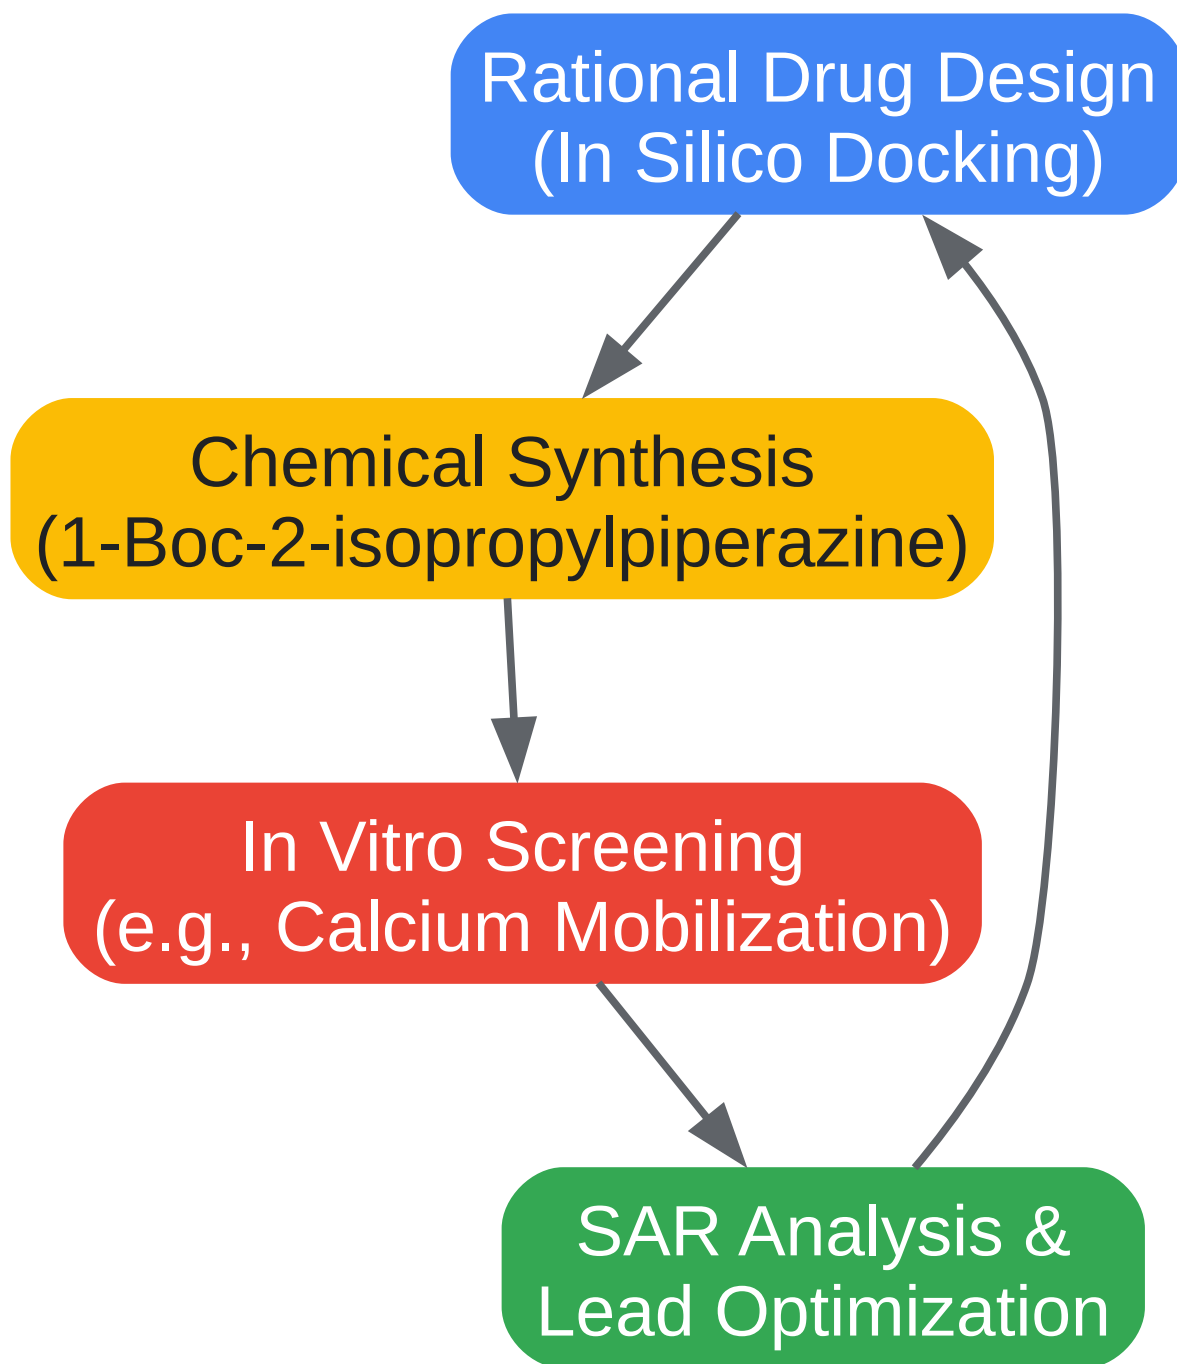 Rational Drug Design
(In Silico Docking)
Chemical Synthesis
(1-Boc-2-isopropylpiperazine)
In Vitro Screening
(e.g., Calcium Mobilization)
SAR Analysis &
Lead Optimization